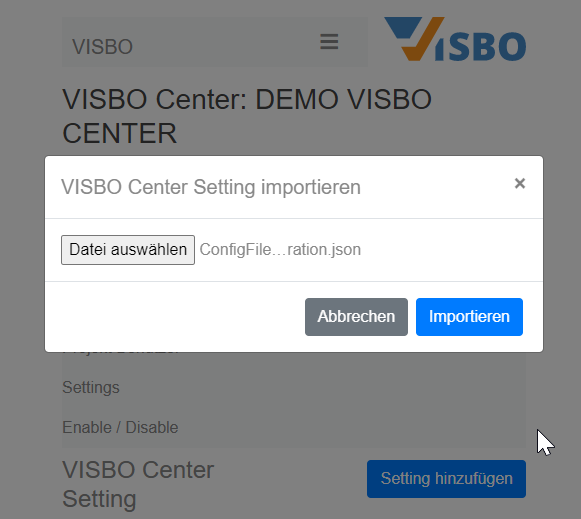 VISBO
VISBO
VISBO Center: DEMO VISBO
CENTER
VISBO Center Setting importieren
×
Datei auswählen ConfigFile...ration.json
Abbrechen Importieren
Settings
Enable / Disable
VISBO Center
Setting
Setting hinzufügen